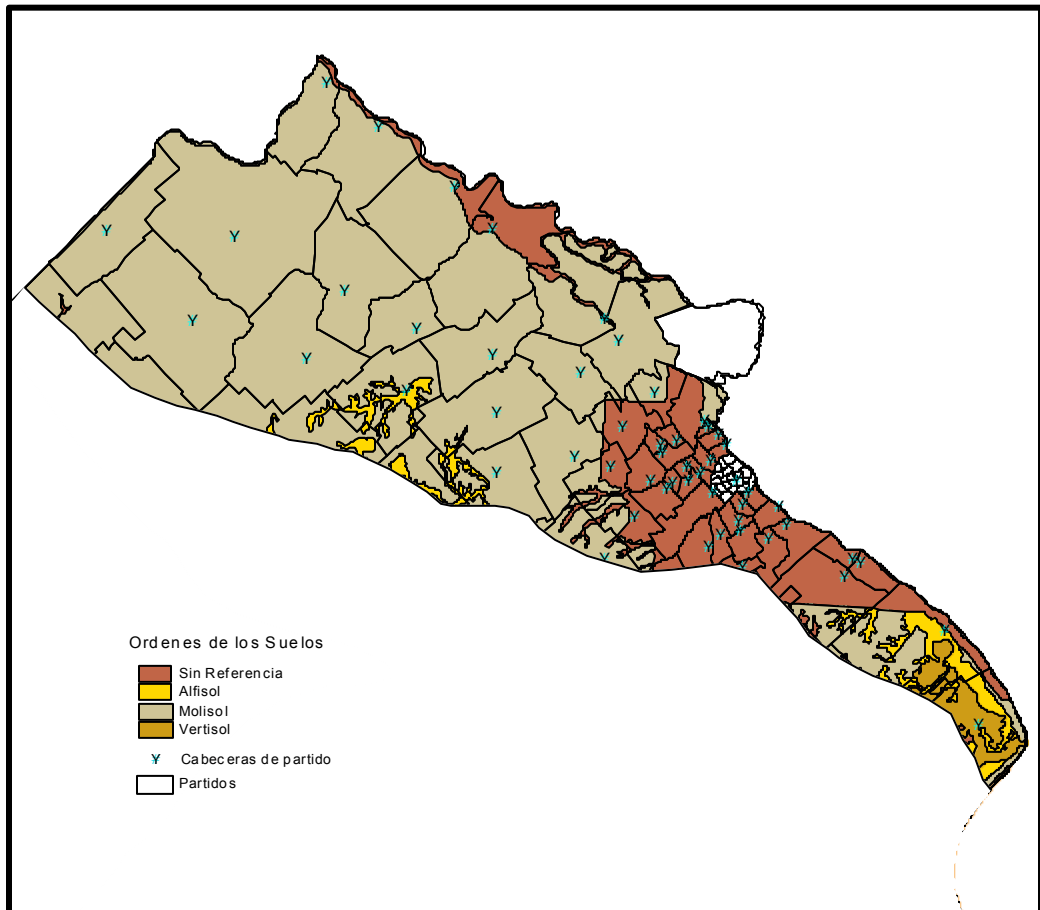 Ordenes de los Suelos
Sin Referencia
Alfisol
Molisol
Vertisol
Y Cabeceras de partido
Partidos